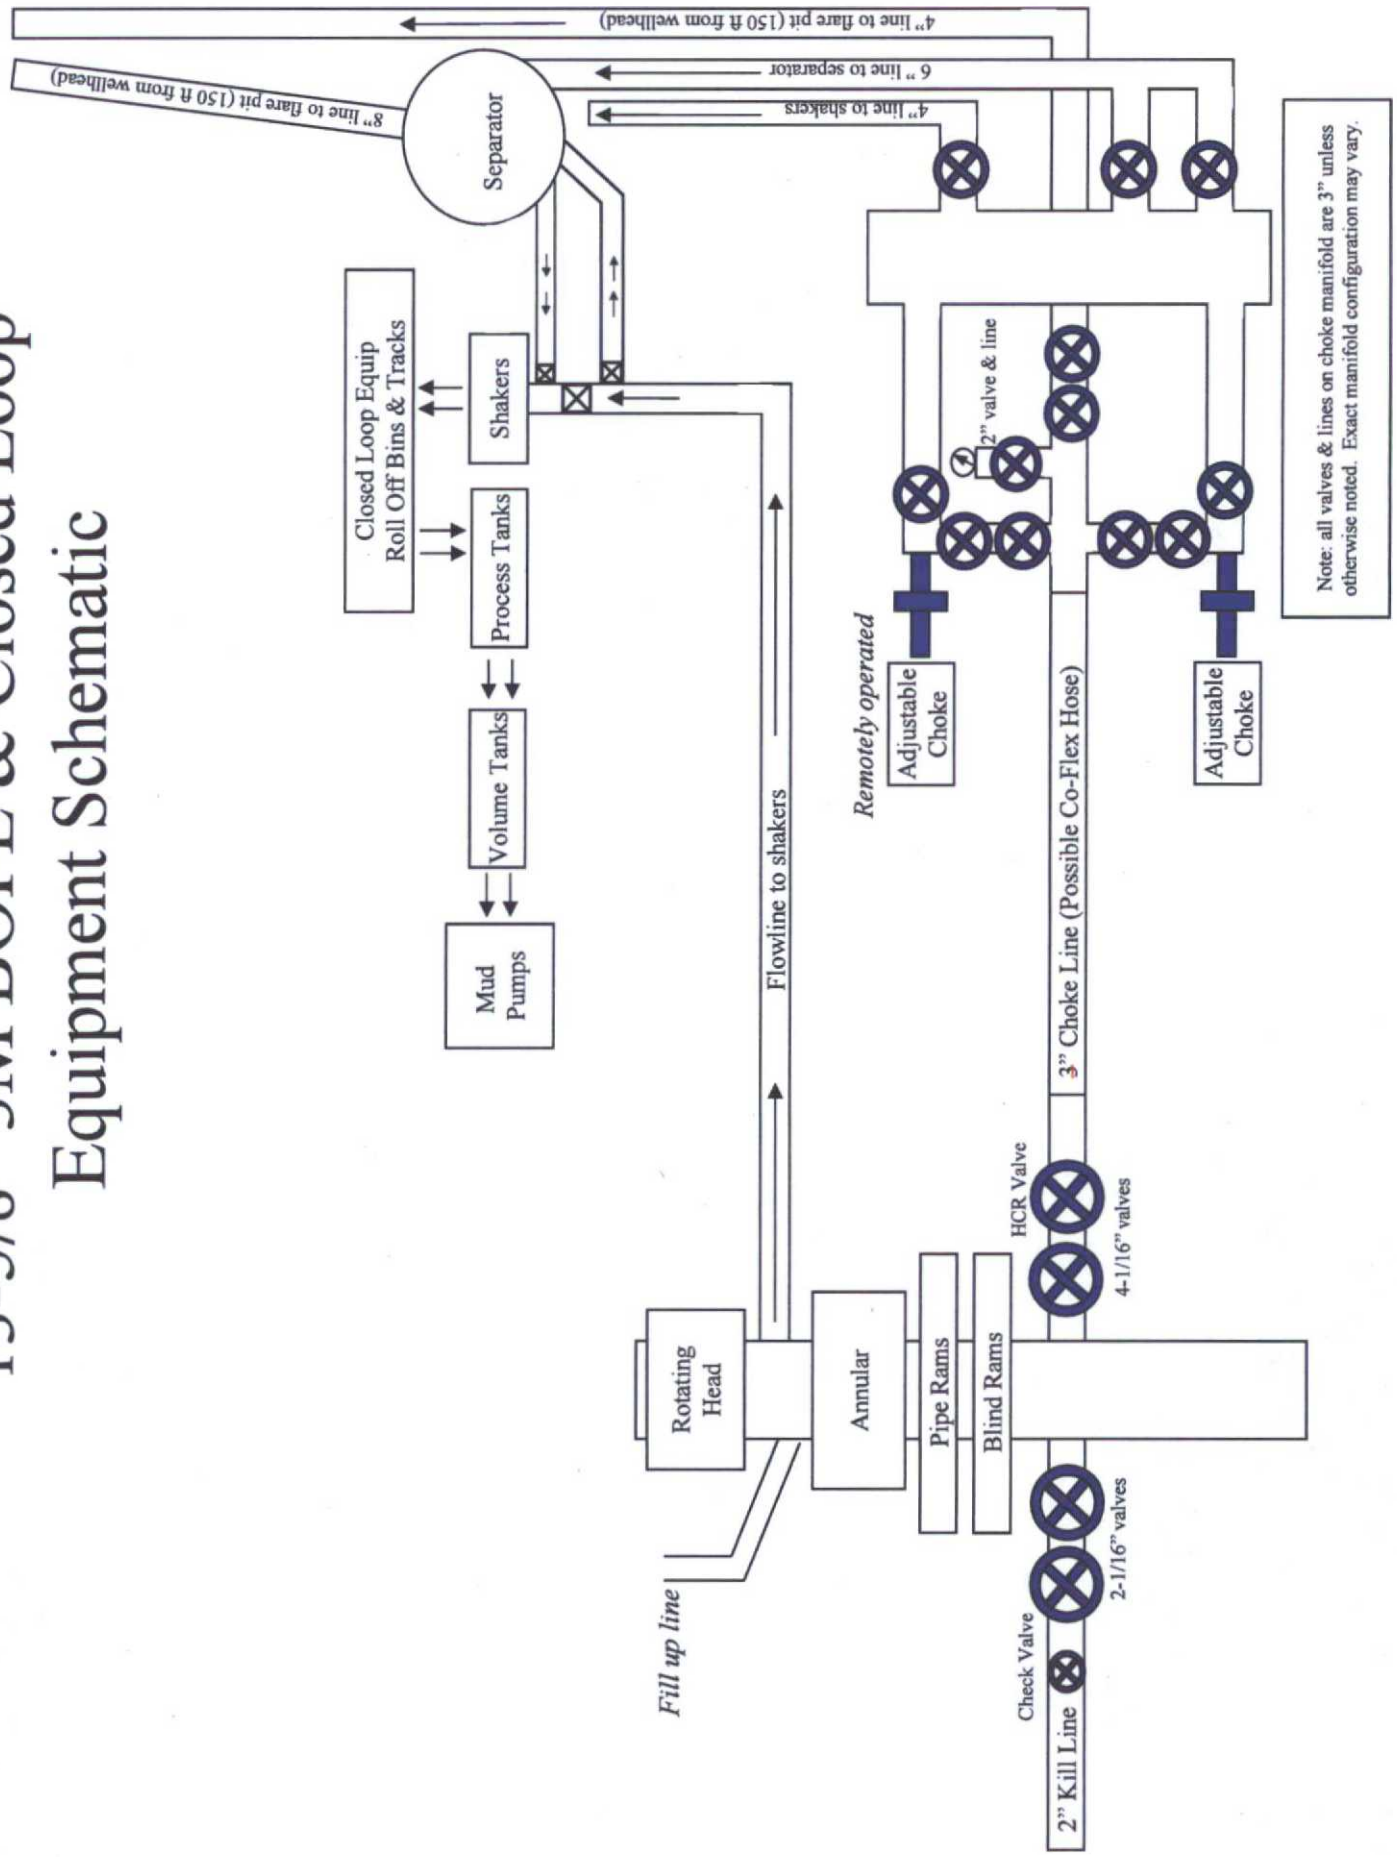 BOPE & Closed Loop
Equipment Schematic
Closed Loop Equip
Roll Off Bins & Tracks
8” line to flare pit (150 ft from wellhead)
4” line to flare pit (150 ft from wellhead)
Mud
Pumps
Volume Tanks
Process Tanks
Shakers
Separator
Fill up line
Rotating
Head
Flowline to shakers
6” line to separator
4” line to shakers
Annular
Remotely operated
Adjustable
Choke
Pipe Rams
Blind Rams
2” valve & line
Check Valve
HCR Valve
2” Kill Line
3” Choke Line (Possible Co-Flex Hose)
2-1/16” valves
4-1/16” valves
Adjustable
Choke
Note: all valves & lines on choke manifold are 3” unless
otherwise noted. Exact manifold configuration may vary.